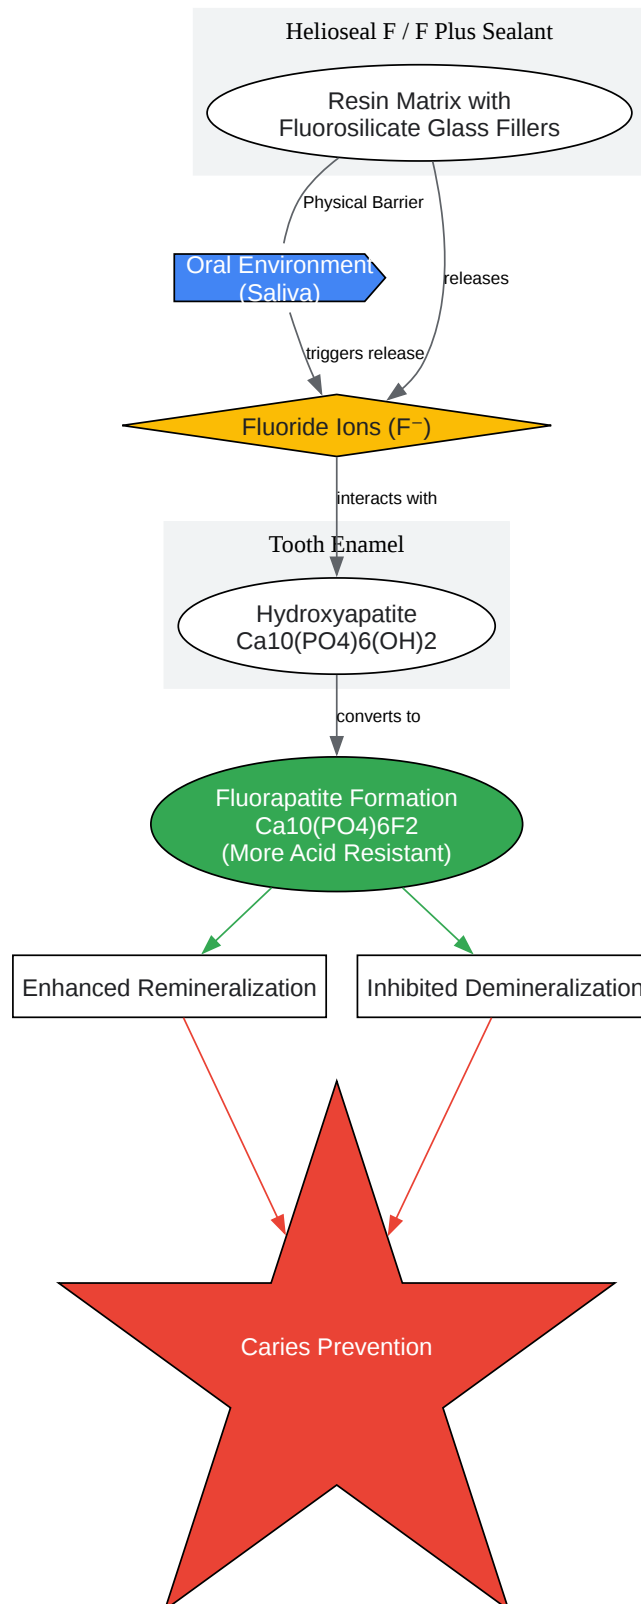 Helioseal F / F Plus Sealant
Resin Matrix with
Fluorosilicate Glass Fillers
Physical Barrier
Oral Environment
(Saliva)
releases
triggers release
Fluoride Ions (F⁻)
interacts with
Tooth Enamel
Hydroxyapatite
Ca10(PO4)6(OH)2
converts to
Fluorapatite Formation
Ca10(PO4)6F2
(More Acid Resistant)
Enhanced Remineralization
Inhibited Demineralization
Caries Prevention